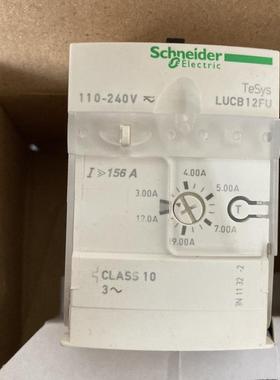 Schneider
Electric
TeSys
110-240V
LUCB12FU
I≫156 A
4.00A
3.00A
5.00A
12.0A
T
7.00A
9.00A
CLASS 10
3~